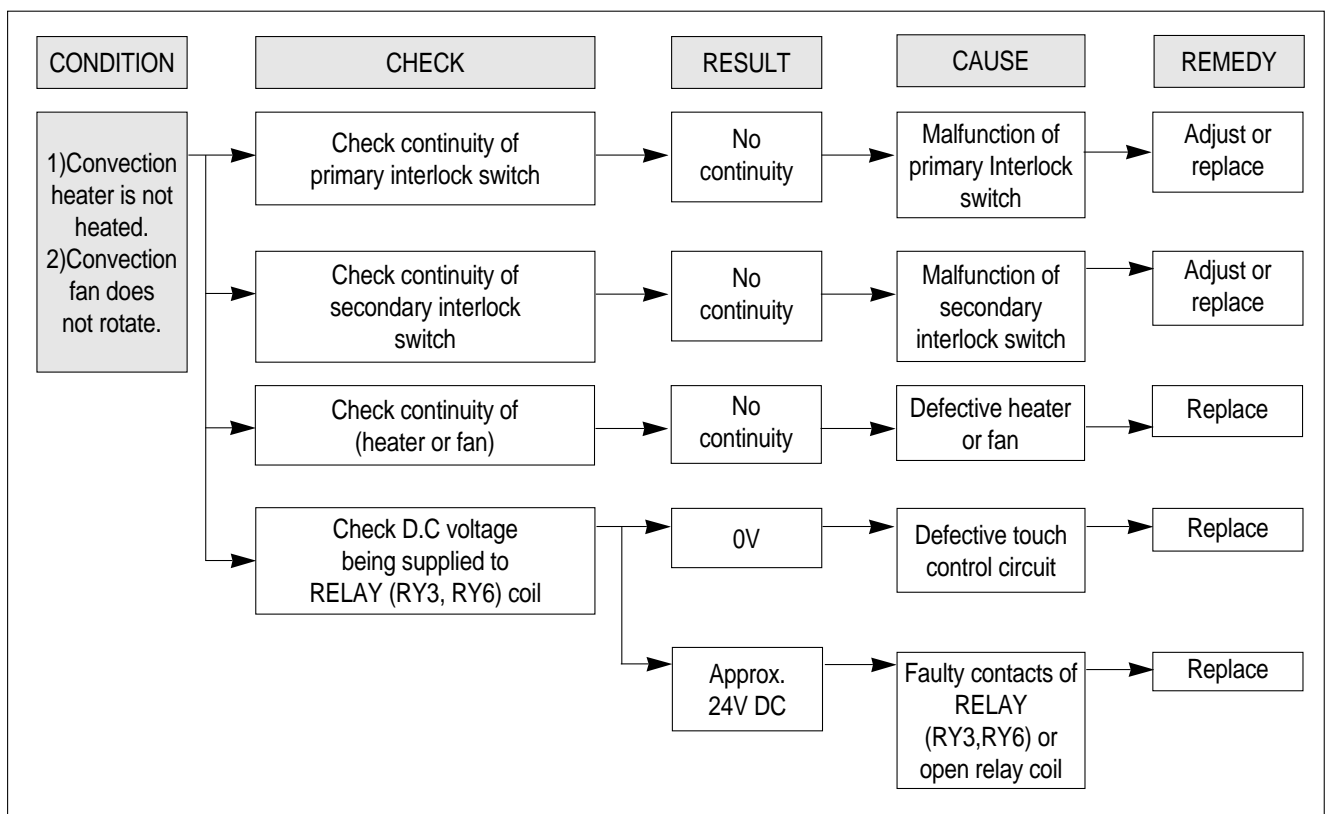 CONDITION
CHECK
RESULT
CAUSE
REMEDY
1)Convection
heater is not
heated.
2)Convection
fan does
not rotate.
Check continuity of
primary interlock switch
No
continuity
Malfunction of
primary Interlock
switch
Adjust or
replace
Check continuity of
secondary interlock
switch
No
continuity
Malfunction of
secondary
interlock switch
Adjust or
replace
Check continuity of
(heater or fan)
No
continuity
Defective heater
or fan
Replace
Check D.C voltage
being supplied to
RELAY (RY3, RY6) coil
0V
Defective touch
control circuit
Replace
Approx.
24V DC
Faulty contacts of
RELAY
(RY3,RY6) or
open relay coil
Replace